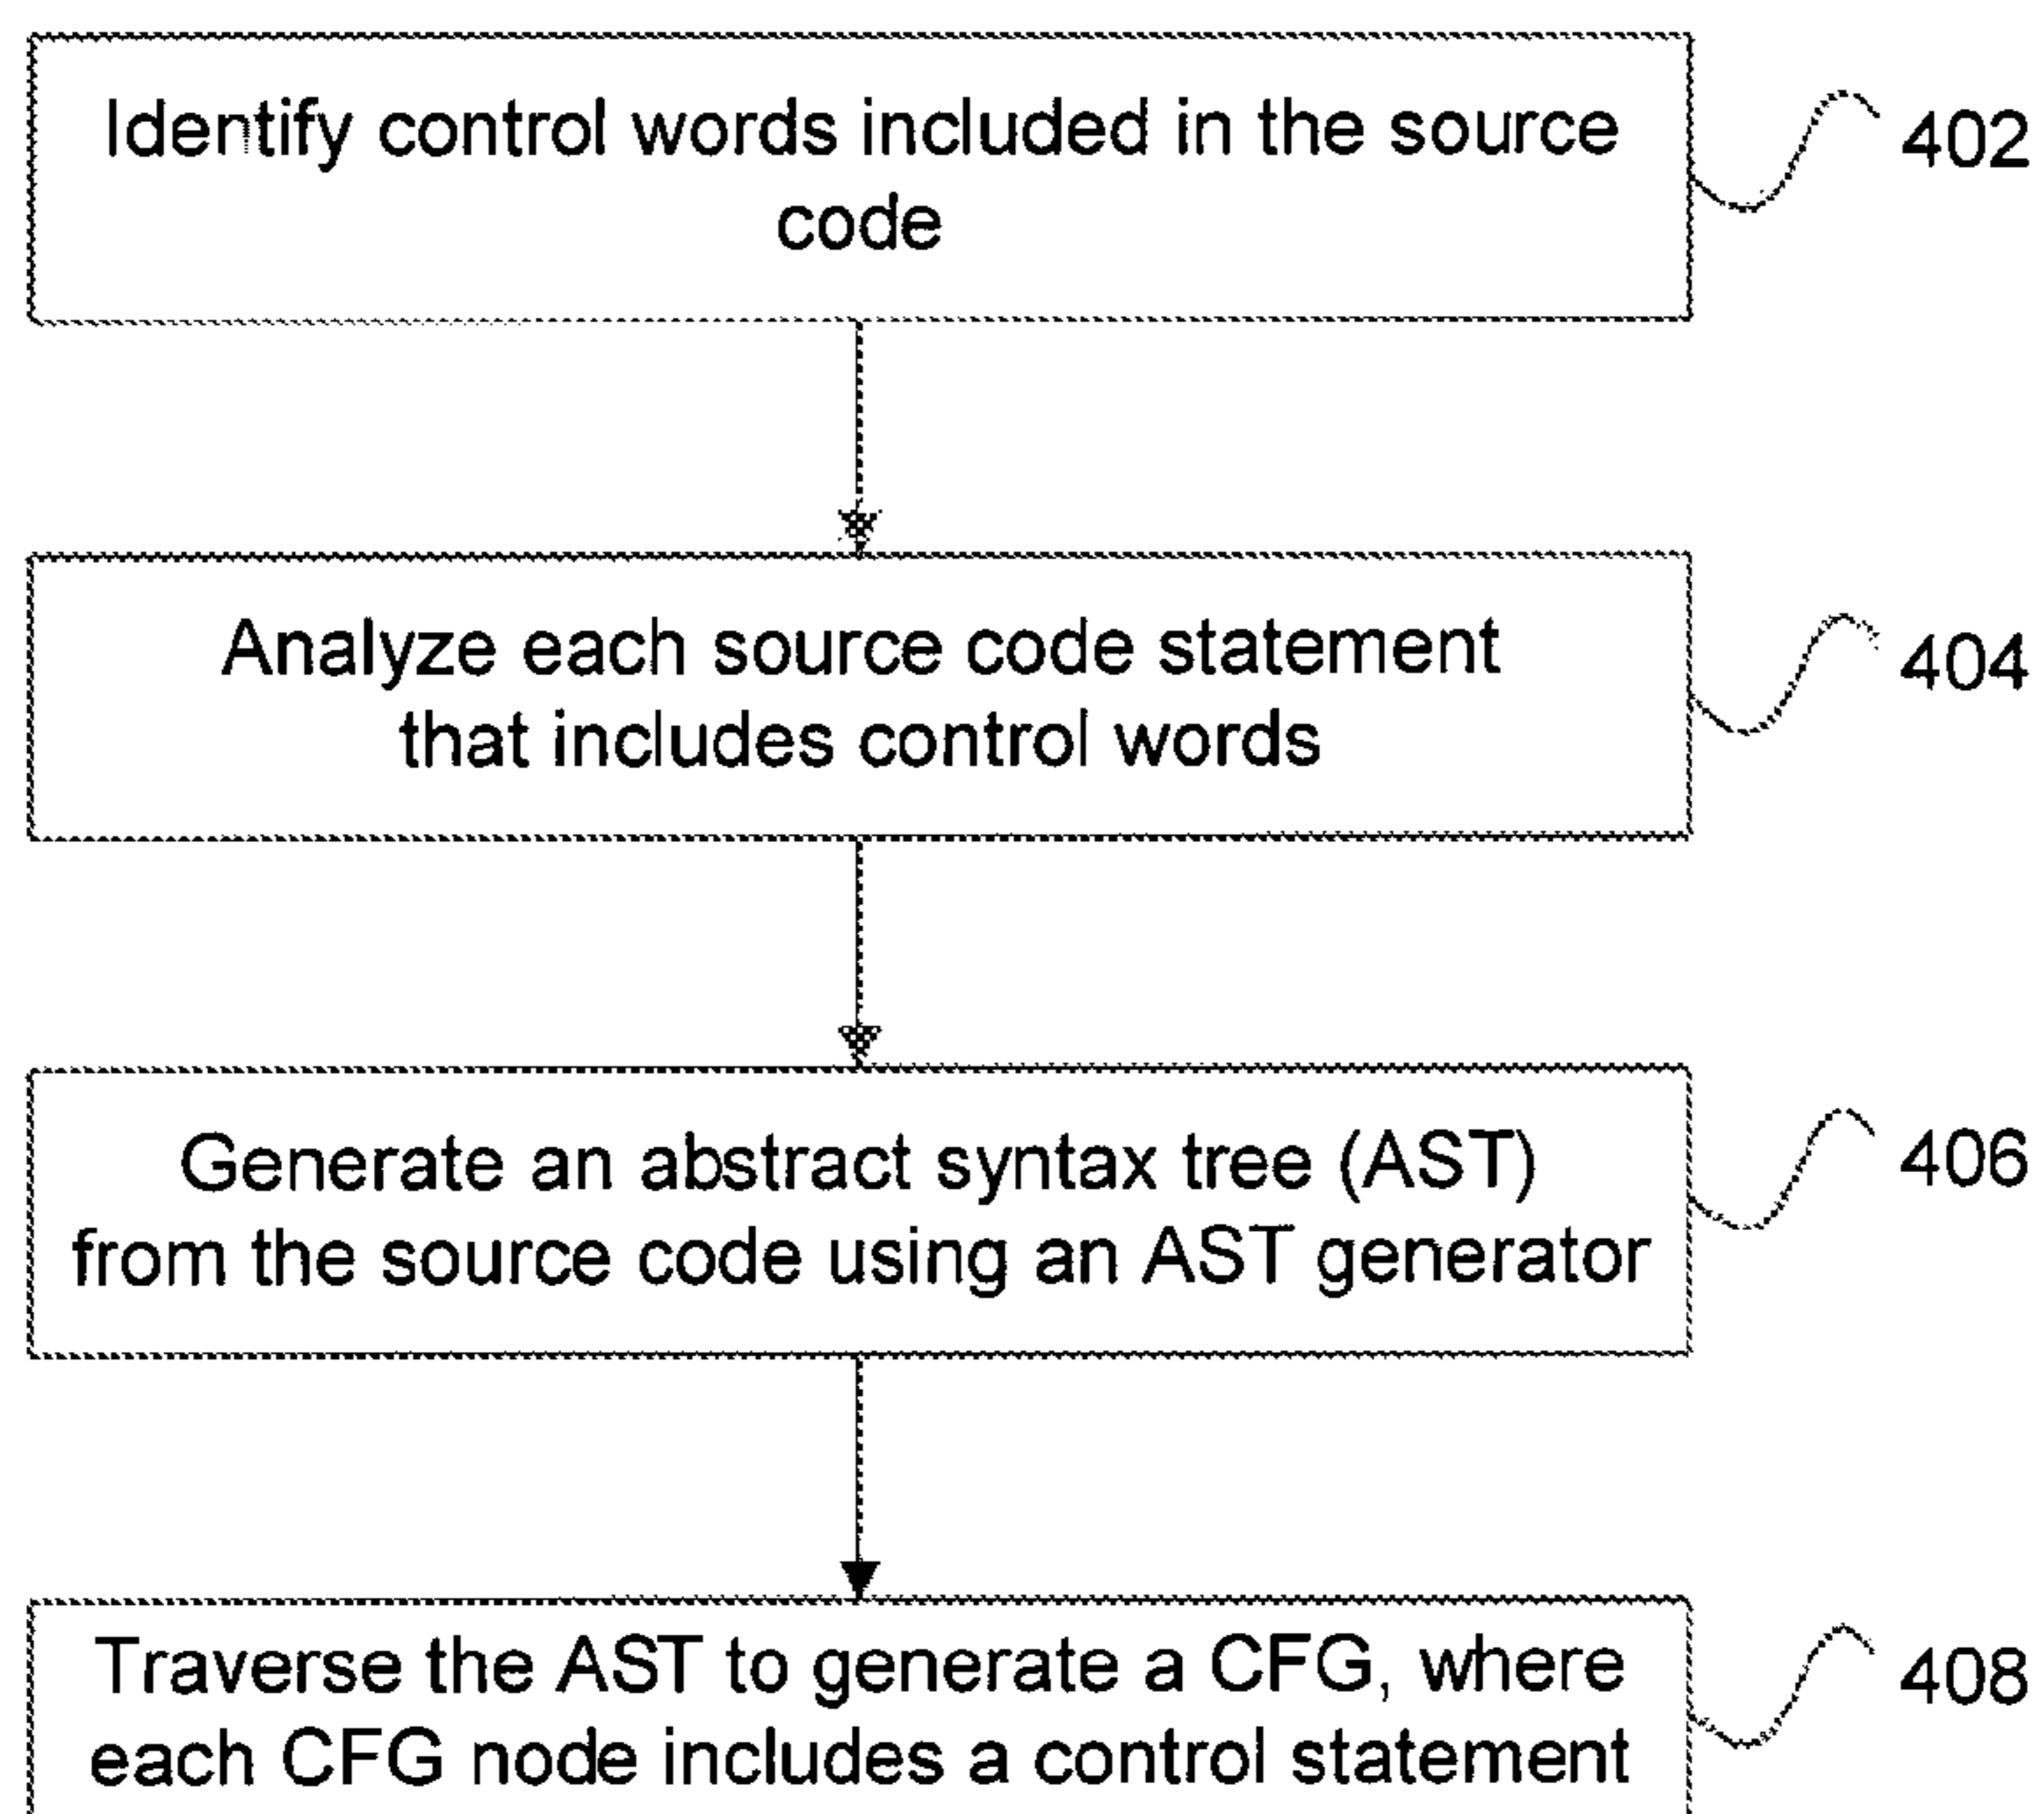 Identify control words included in the source
code
402
Analyze each source code statement
that includes control words
404
Generate an abstract syntax tree (AST)
from the source code using an AST generator
406
Traverse the AST to generate a CFG, where
each CFG node includes a control statement
408